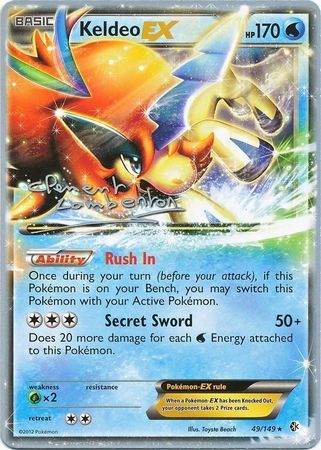 BASIC Keldeo EX HP170
Clement
Lamberton
Ability Rush In
Once during your turn (before your attack), if this
Pokémon is on your Bench, you may switch this
Pokémon with your Active Pokémon.
Secret Sword 50+
Does 20 more damage for each Energy attached
to this Pokémon.
weakness resistance
×2
Pokémon-EX rule
When a Pokémon-EX has been Knocked Out,
your opponent takes 2 Prize cards.
retreat
©2012 Pokémon Illus. Toyste Beach 49/149